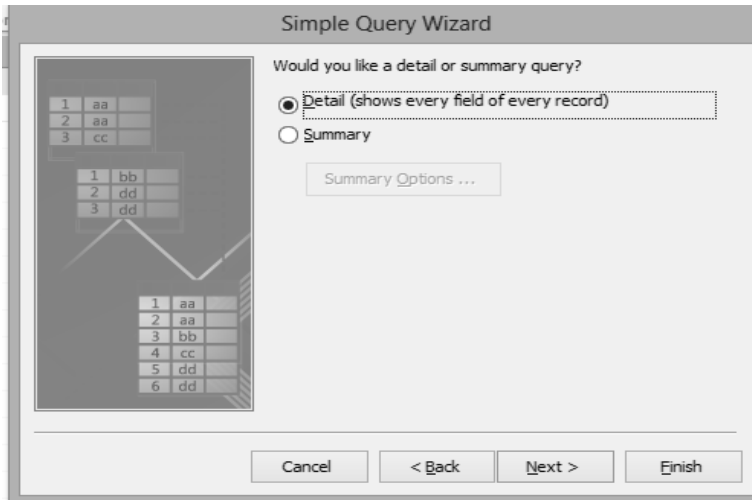 Simple Query Wizard
Would you like a detail or summary query?
Detail (shows every field of every record)
Summary
Summary Options ...
1 aa
2 aa
3 cc
1 bb
2 dd
3 dd
1 aa
2 aa
3 bb
4 cc
5 dd
6 dd
Cancel
< Back
Next >
Finish